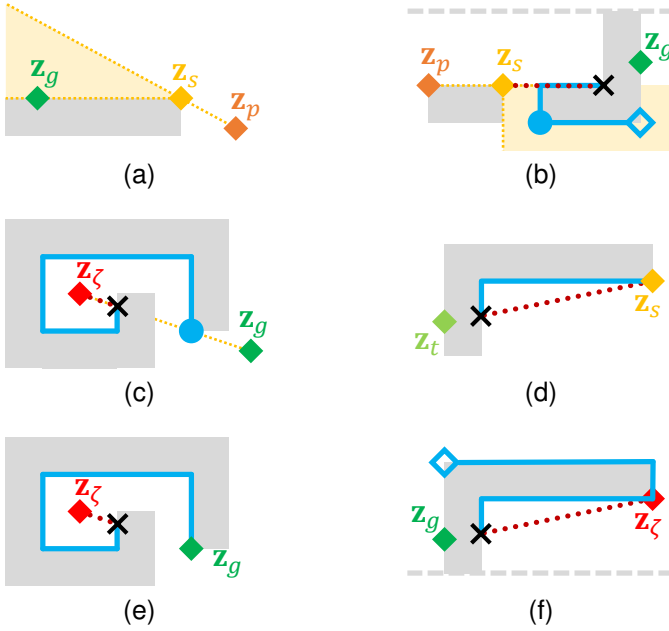 𝐳_g 𝐳_s 𝐳_p
(a)
𝐳_g 𝐳_p 𝐳_s
(b)
𝐳_ζ 𝐳_g
(c)
𝐳_s 𝐳_t
(d)
𝐳_ζ 𝐳_g
(e)
𝐳_g 𝐳_ζ
(f)